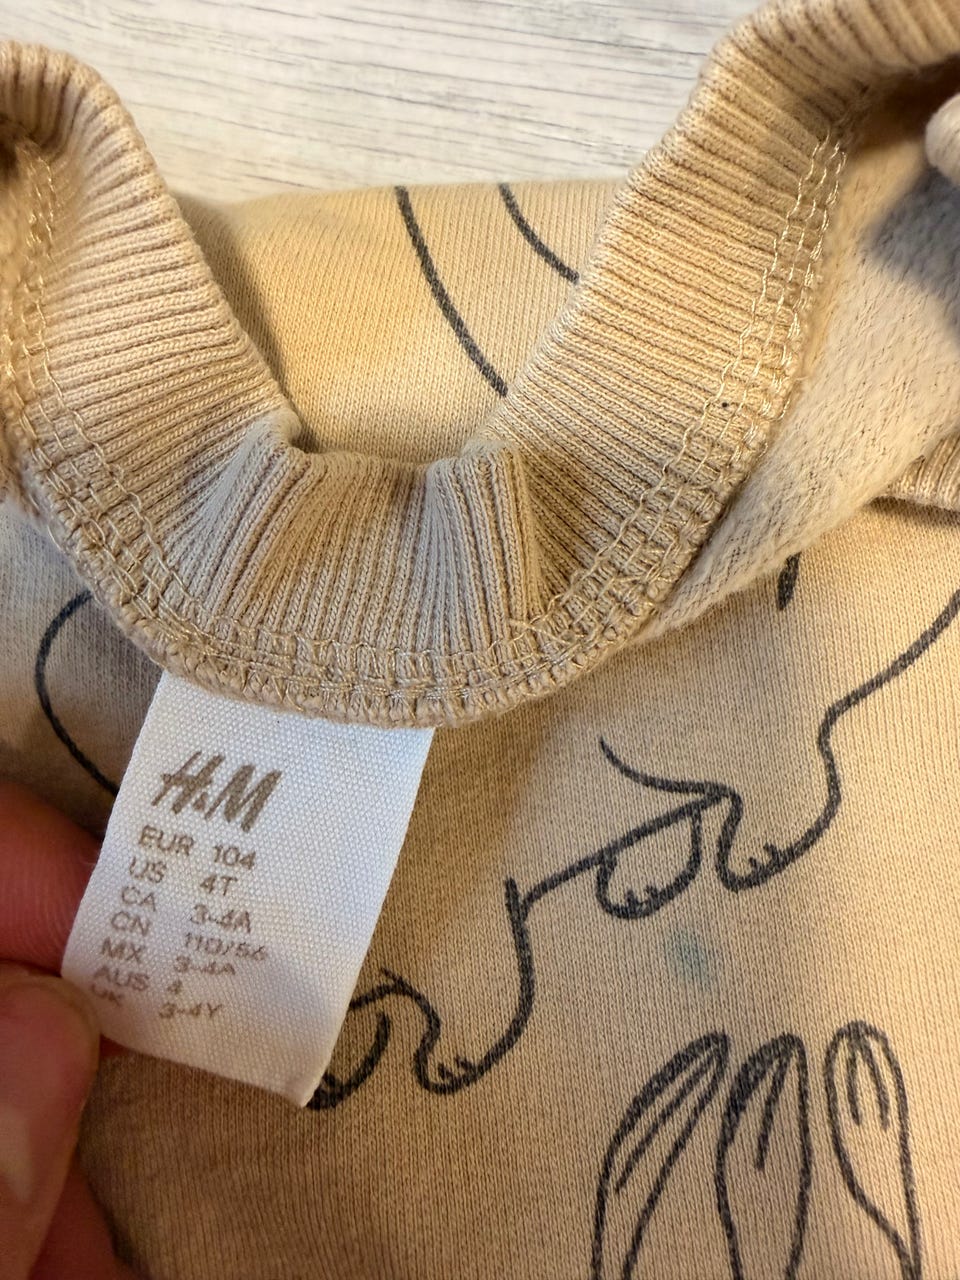 H&M
EUR 104
US 4T
CA 3-4A
CN 110/56
MX 3-4A
AUS 4
UK 3-4Y